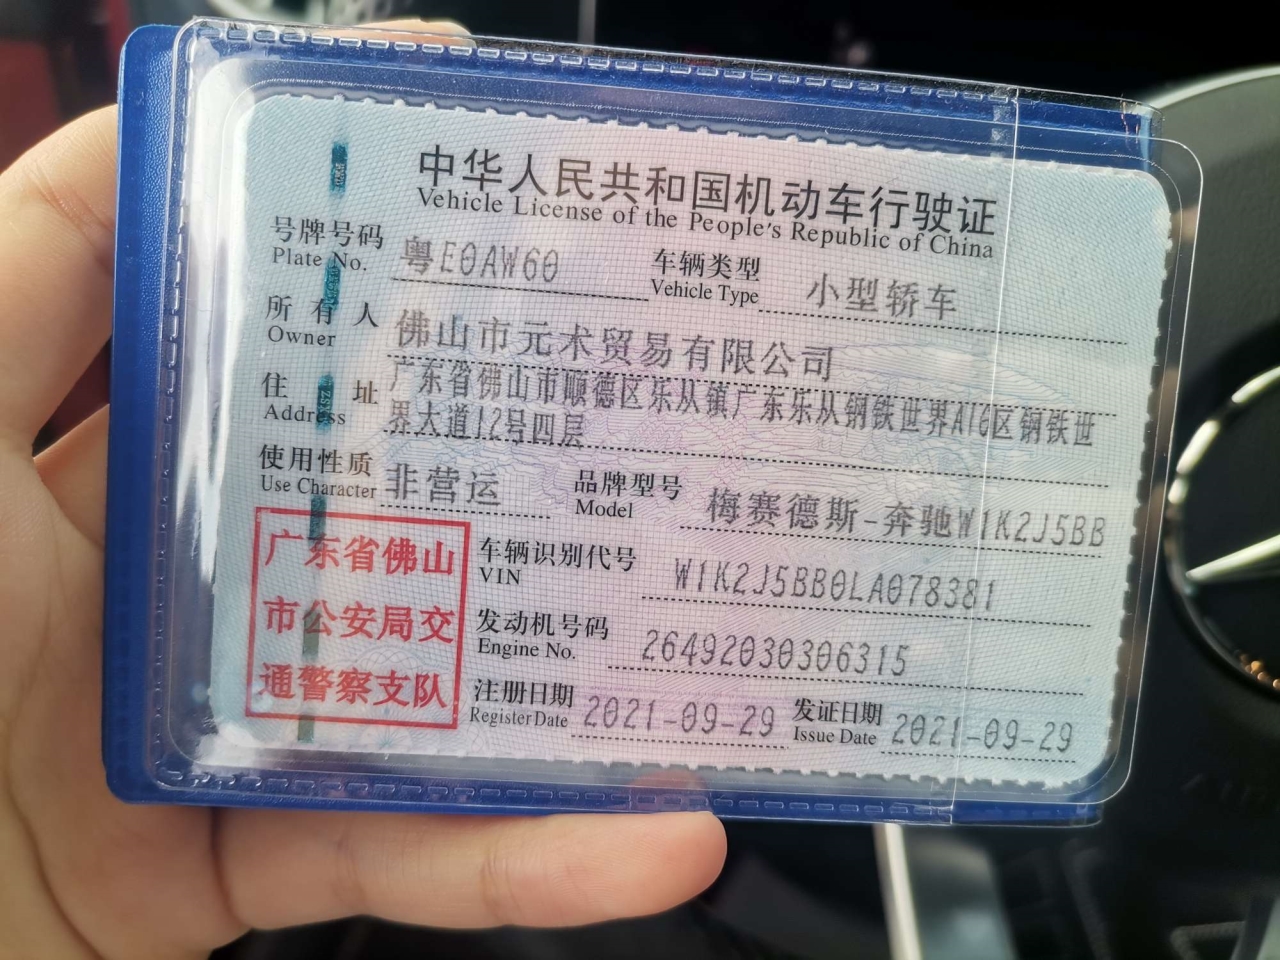 中华人民共和国机动车行驶证
Vehicle License of the People's Republic of China
号牌号码 粤E0AW60 车辆类型 小型轿车
Plate No. Vehicle Type
所有人 佛山市元术贸易有限公司
Owner
住址 广东省佛山市顺德区乐从镇广东乐从钢铁世界A1G区钢铁世
Address 界大道12号四层
使用性质 非营运 品牌型号 梅赛德斯-奔驰W1K2J5BB
Use Character Model
广东省佛山
市公安局交
通警察支队
车辆识别代号 W1K2J5BB0LA078381
VIN
发动机号码 26492030306315
Engine No.
注册日期 2021-09-29 发证日期 2021-09-29
Register Date Issue Date